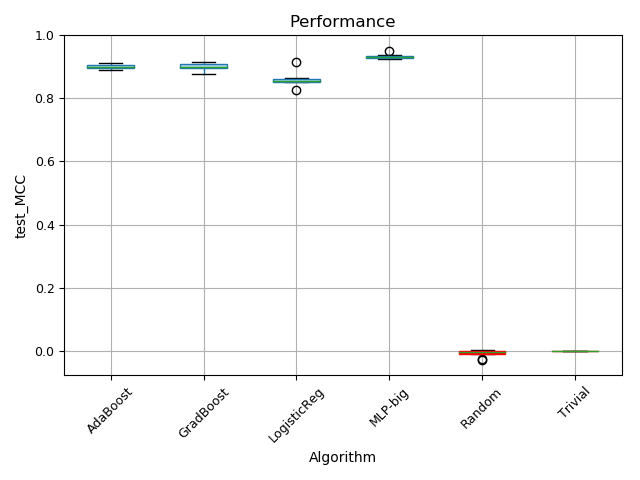 Performance
1.0
0.8
0.6
0.4
0.2
0.0
test_MCC
AdaBoost
GradBoost
LogisticReg
MLP-big
Random
Trivial
Algorithm